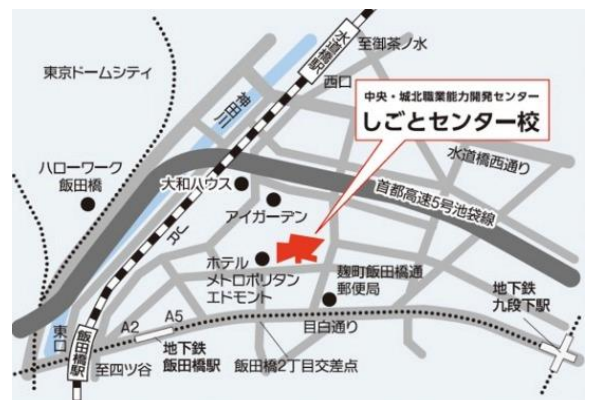 水道橋駅
至御茶ノ水
東京ドームシティ
西口
中央・城北職業能力開発センター
しごとセンター校
神田川
水道橋西通り
ハローワーク
飯田橋
大和ハウス
首都高速5号池袋線
アイガーデン
JR
ホテル
メトロポリタン
エドモント
麹町飯田橋通
郵便局
地下鉄
九段下駅
東口
A2
A5
目白通り
飯田橋駅
地下鉄
飯田橋駅
至四ツ谷
飯田橋2丁目交差点